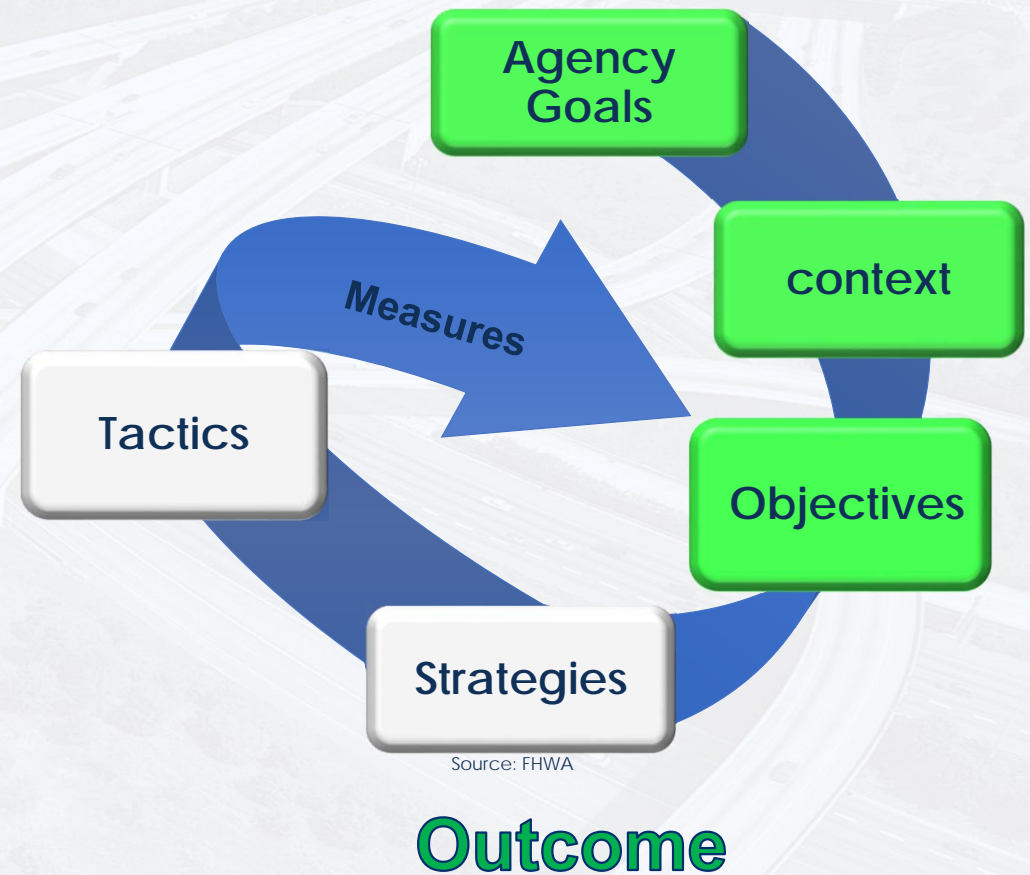 Agency
Goals
context
Measures
Tactics
Objectives
Strategies
Source: FHWA
Outcome